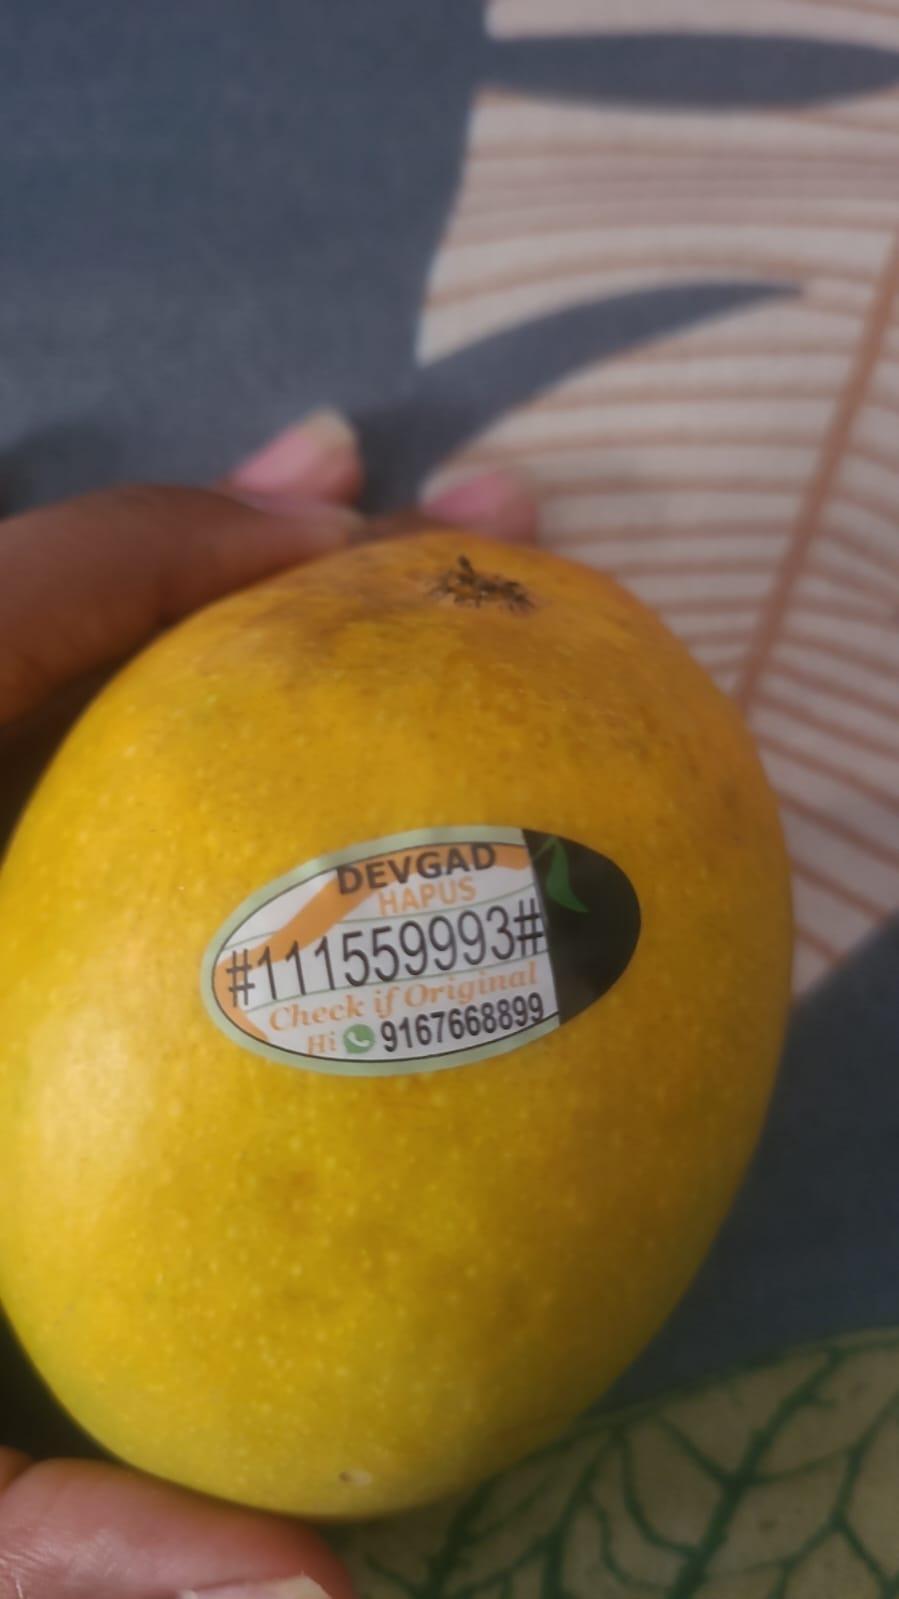 DEVGAD
HAPUS
#111559993#
Check if Original
Hi 9167668899